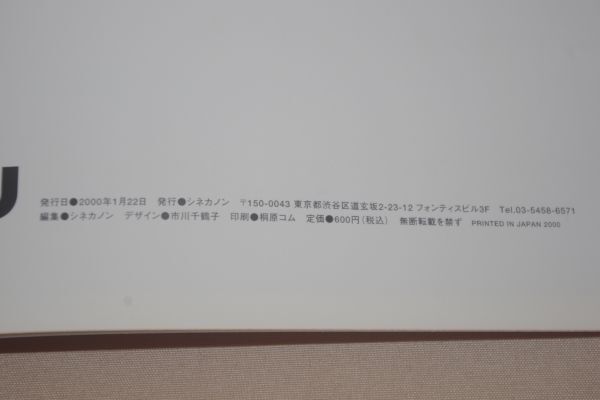 発行日●2000年1月22日　発行●シネカノン　〒150-0043 東京都渋谷区道玄坂2-23-12 フォンティスビル3F　Tel.03-5458-6571
編集●シネカノン　デザイン●市川千鶴子　印刷●桐原コム　定価●600円（税込）　無断転載を禁ず　PRINTED IN JAPAN 2000